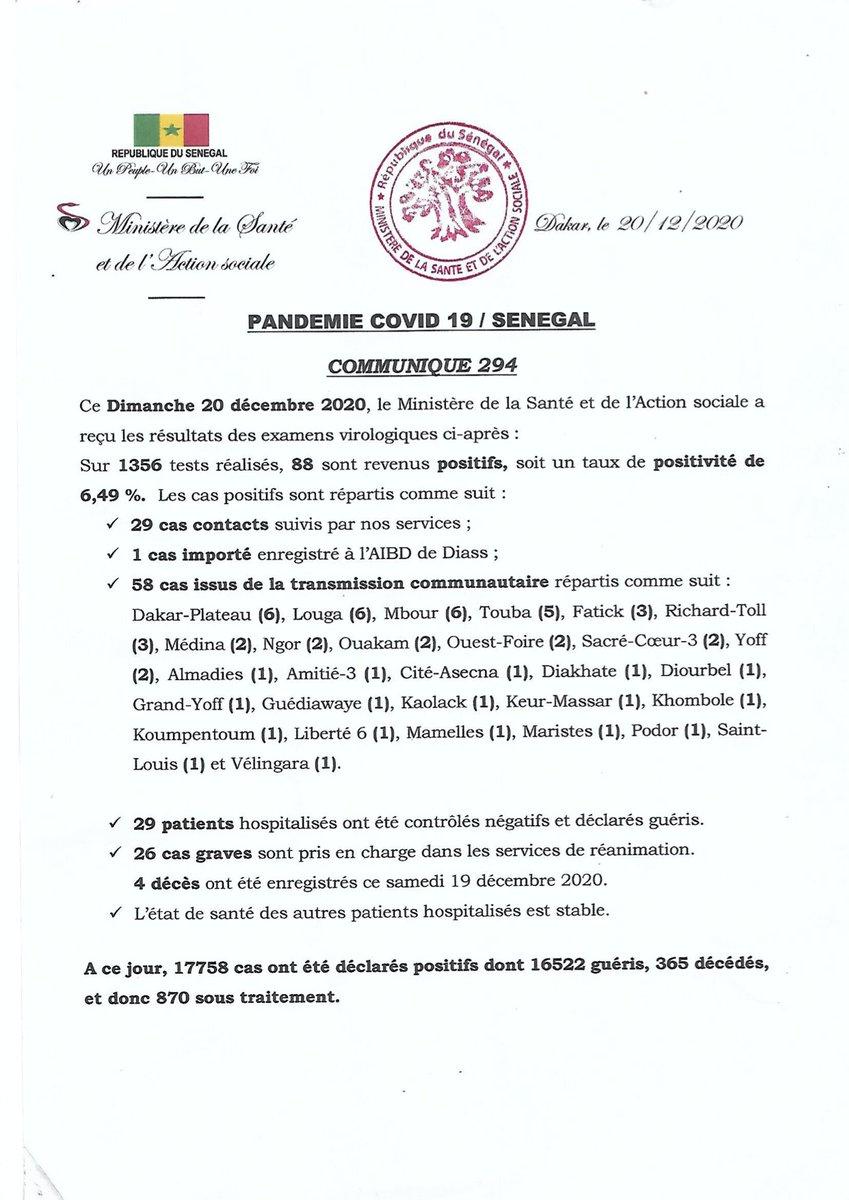 REPUBLIQUE DU SENEGAL
Un Peuple-Un But-Une Foi
Ministère de la Santé
et de l'Action sociale
★ République du Sénégal ★
MINISTÈRE DE LA SANTE ET DE L'ACTION SOCIALE
Dakar, le 20/12/2020
PANDEMIE COVID 19 / SENEGAL
COMMUNIQUE 294
Ce Dimanche 20 décembre 2020, le Ministère de la Santé et de l'Action sociale a
reçu les résultats des examens virologiques ci-après :
Sur 1356 tests réalisés, 88 sont revenus positifs, soit un taux de positivité de
6,49 %. Les cas positifs sont répartis comme suit :
✓ 29 cas contacts suivis par nos services ;
✓ 1 cas importé enregistré à l'AIBD de Diass ;
✓ 58 cas issus de la transmission communautaire répartis comme suit :
Dakar-Plateau (6), Louga (6), Mbour (6), Touba (5), Fatick (3), Richard-Toll
(3), Médina (2), Ngor (2), Ouakam (2), Ouest-Foire (2), Sacré-Cœur-3 (2), Yoff
(2), Almadies (1), Amitié-3 (1), Cité-Asecna (1), Diakhate (1), Diourbel (1),
Grand-Yoff (1), Guédiawaye (1), Kaolack (1), Keur-Massar (1), Khombole (1),
Koumpentoum (1), Liberté 6 (1), Mamelles (1), Maristes (1), Podor (1), Saint-
Louis (1) et Vélingara (1).
✓ 29 patients hospitalisés ont été contrôlés négatifs et déclarés guéris.
✓ 26 cas graves sont pris en charge dans les services de réanimation.
4 décès ont été enregistrés ce samedi 19 décembre 2020.
✓ L'état de santé des autres patients hospitalisés est stable.
A ce jour, 17758 cas ont été déclarés positifs dont 16522 guéris, 365 décédés,
et donc 870 sous traitement.